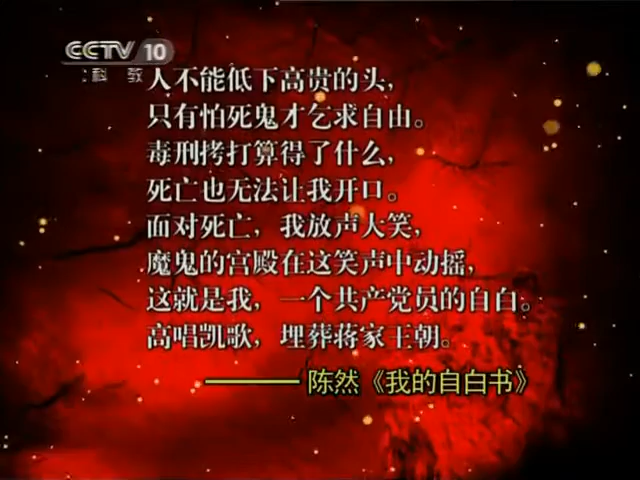 CCTV 10
科教
人不能低下高贵的头，
只有怕死鬼才乞求自由。
毒刑拷打算得了什么，
死亡也无法让我开口。
面对死亡，我放声大笑，
魔鬼的宫殿在这笑声中动摇，
这就是我，一个共产党员的自白。
高唱凯歌，埋葬蒋家王朝。
——陈然《我的自白书》